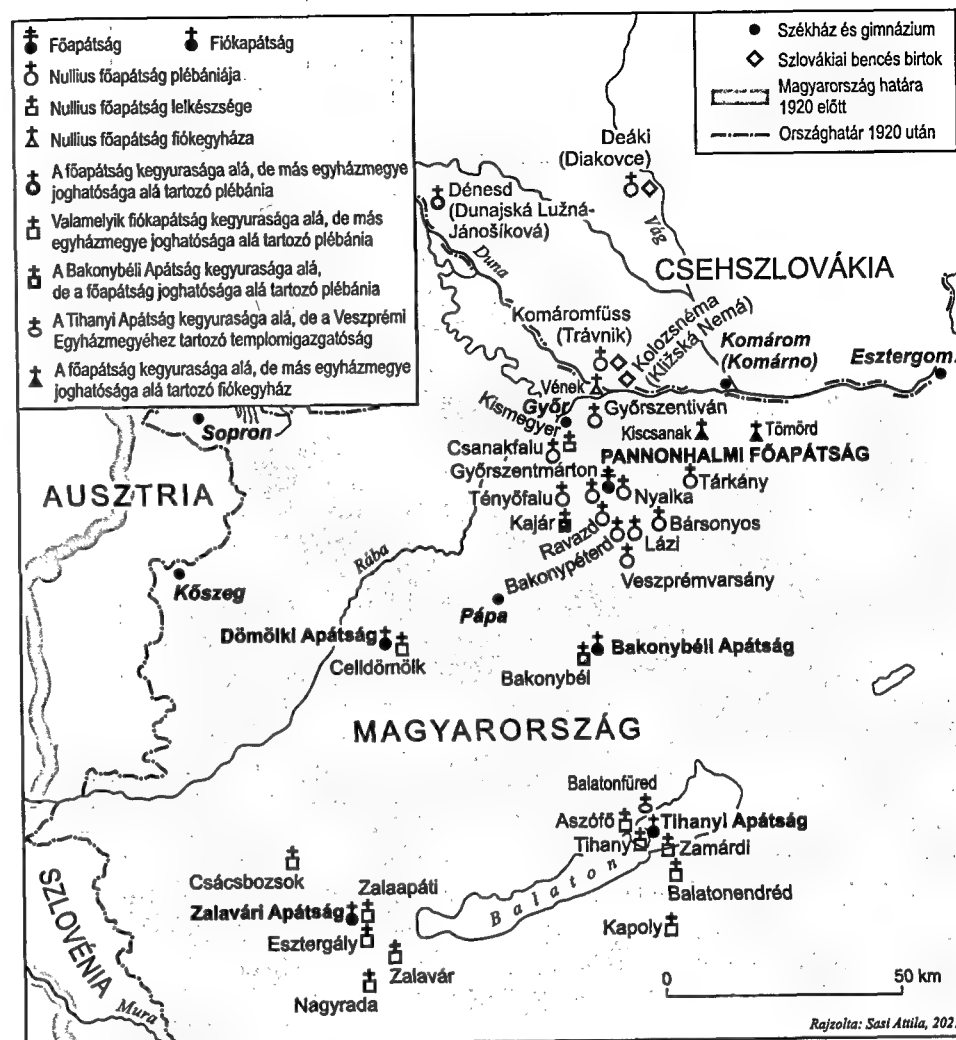 Főapátság
Fiókapátság
Nullius főapátság plébániája
Nullius főapátság lelkészsége
Nullius főapátság fiókegyháza
A főapátság kegyurasága alá, de más egyházmegye
joghatósága alá tartozó plébánia
Valamelyik fiókapátság kegyurasága alá, de más
egyházmegye joghatósága alá tartozó plébánia
A Bakonybéli Apátság kegyurasága alá,
de a főapátság joghatósága alá tartozó plébánia
A Tihanyi Apátság kegyurasága alá, de a Veszprémi
Egyházmegyéhez tartozó templomigazgatóság
A főapátság kegyurasága alá, de más egyházmegye
joghatósága alá tartozó fiókegyház
Székház és gimnázium
Szlovákiai bencés birtok
Magyarország határa
1920 előtt
Országhatár 1920 után
Deáki
(Diakovce)
Dénesd
(Dunajská Lužná-
Jánošíková)
Vág
Duna
CSEHSZLOVÁKIA
Komáromfüss
(Trávnik)
Kolozsnéma
(Kližská Nemá)
Komárom
(Komárno)
Esztergom
Vének
Győr
Kismegyer
Győrszentiván
Kiscsanak
Tömörd
Sopron
Csanakfalu
PANNONHALMI FŐAPÁTSÁG
Győrszentmárton
AUSZTRIA
Tényőfalu
Nyalka
Tárkány
Kajár
Ravazd
Bársonyos
Bakonypéterd
Lázi
Rába
Veszprémvarsány
Kőszeg
Pápa
Dömölki Apátság
Celldömölk
Bakonybéli Apátság
Bakonybél
MAGYARORSZÁG
Balatonfüred
Aszófő
Tihanyi Apátság
Tihany
Zamárdi
Balaton
Balatonendréd
Csácsbozsok
Zalaapáti
Zalavári Apátság
Kapoly
Esztergály
Zalavár
Nagyrada
SZLOVÉNIA
Mura
0
50 km
Rajzolta: Sasi Attila, 202